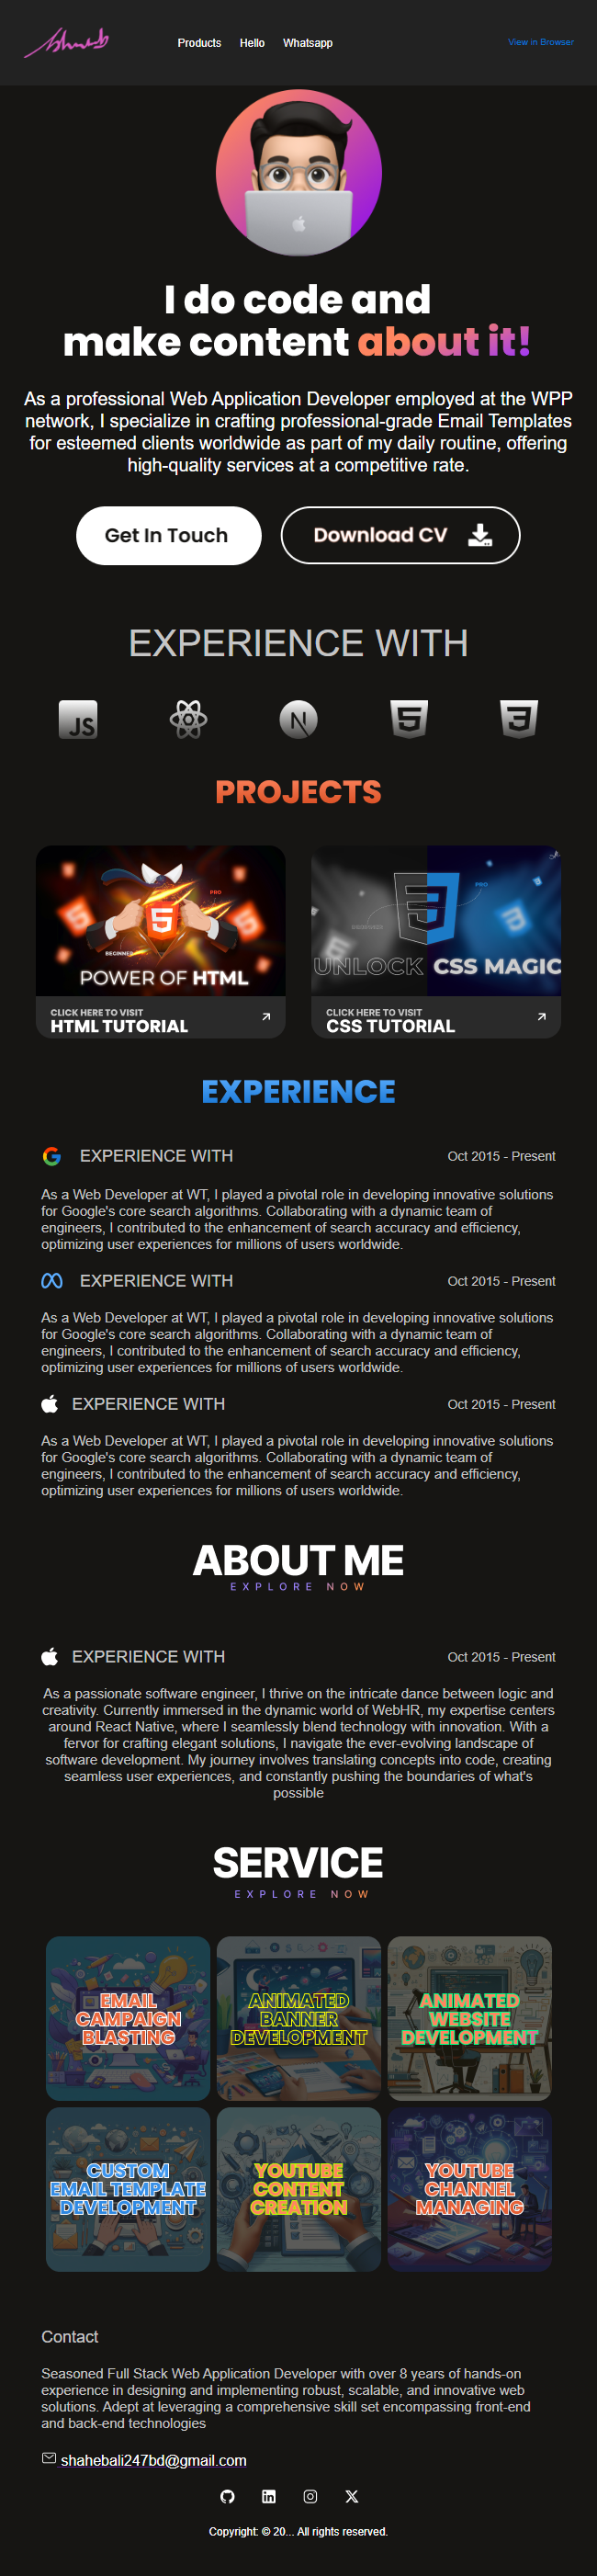 Products Hello Whatsapp View in Browser
I do code and
make content about it!
As a professional Web Application Developer employed at the WPP
network, I specialize in crafting professional-grade Email Templates
for esteemed clients worldwide as part of my daily routine, offering
high-quality services at a competitive rate.
Get In Touch Download CV
EXPERIENCE WITH
JS N 5 3
PROJECTS
PRO
5
BEGINNER
POWER OF HTML
CLICK HERE TO VISIT
HTML TUTORIAL
PRO
UNLOCK CSS MAGIC
CLICK HERE TO VISIT
CSS TUTORIAL
EXPERIENCE
EXPERIENCE WITH Oct 2015 - Present
As a Web Developer at WT, I played a pivotal role in developing innovative solutions
for Google's core search algorithms. Collaborating with a dynamic team of
engineers, I contributed to the enhancement of search accuracy and efficiency,
optimizing user experiences for millions of users worldwide.
EXPERIENCE WITH Oct 2015 - Present
As a Web Developer at WT, I played a pivotal role in developing innovative solutions
for Google's core search algorithms. Collaborating with a dynamic team of
engineers, I contributed to the enhancement of search accuracy and efficiency,
optimizing user experiences for millions of users worldwide.
EXPERIENCE WITH Oct 2015 - Present
As a Web Developer at WT, I played a pivotal role in developing innovative solutions
for Google's core search algorithms. Collaborating with a dynamic team of
engineers, I contributed to the enhancement of search accuracy and efficiency,
optimizing user experiences for millions of users worldwide.
ABOUT ME
EXPLORE NOW
EXPERIENCE WITH Oct 2015 - Present
As a passionate software engineer, I thrive on the intricate dance between logic and
creativity. Currently immersed in the dynamic world of WebHR, my expertise centers
around React Native, where I seamlessly blend technology with innovation. With a
fervor for crafting elegant solutions, I navigate the ever-evolving landscape of
software development. My journey involves translating concepts into code, creating
seamless user experiences, and constantly pushing the boundaries of what's
possible
SERVICE
EXPLORE NOW
EMAIL
CAMPAIGN
BLASTING
ANIMATED
BANNER
DEVELOPMENT
ANIMATED
WEBSITE
DEVELOPMENT
CUSTOM
EMAIL TEMPLATE
DEVELOPMENT
YOUTUBE
CONTENT
CREATION
YOUTUBE
CHANNEL
MANAGING
Contact
Seasoned Full Stack Web Application Developer with over 8 years of hands-on
experience in designing and implementing robust, scalable, and innovative web
solutions. Adept at leveraging a comprehensive skill set encompassing front-end
and back-end technologies
shahebali247bd@gmail.com
Copyright: © 20... All rights reserved.